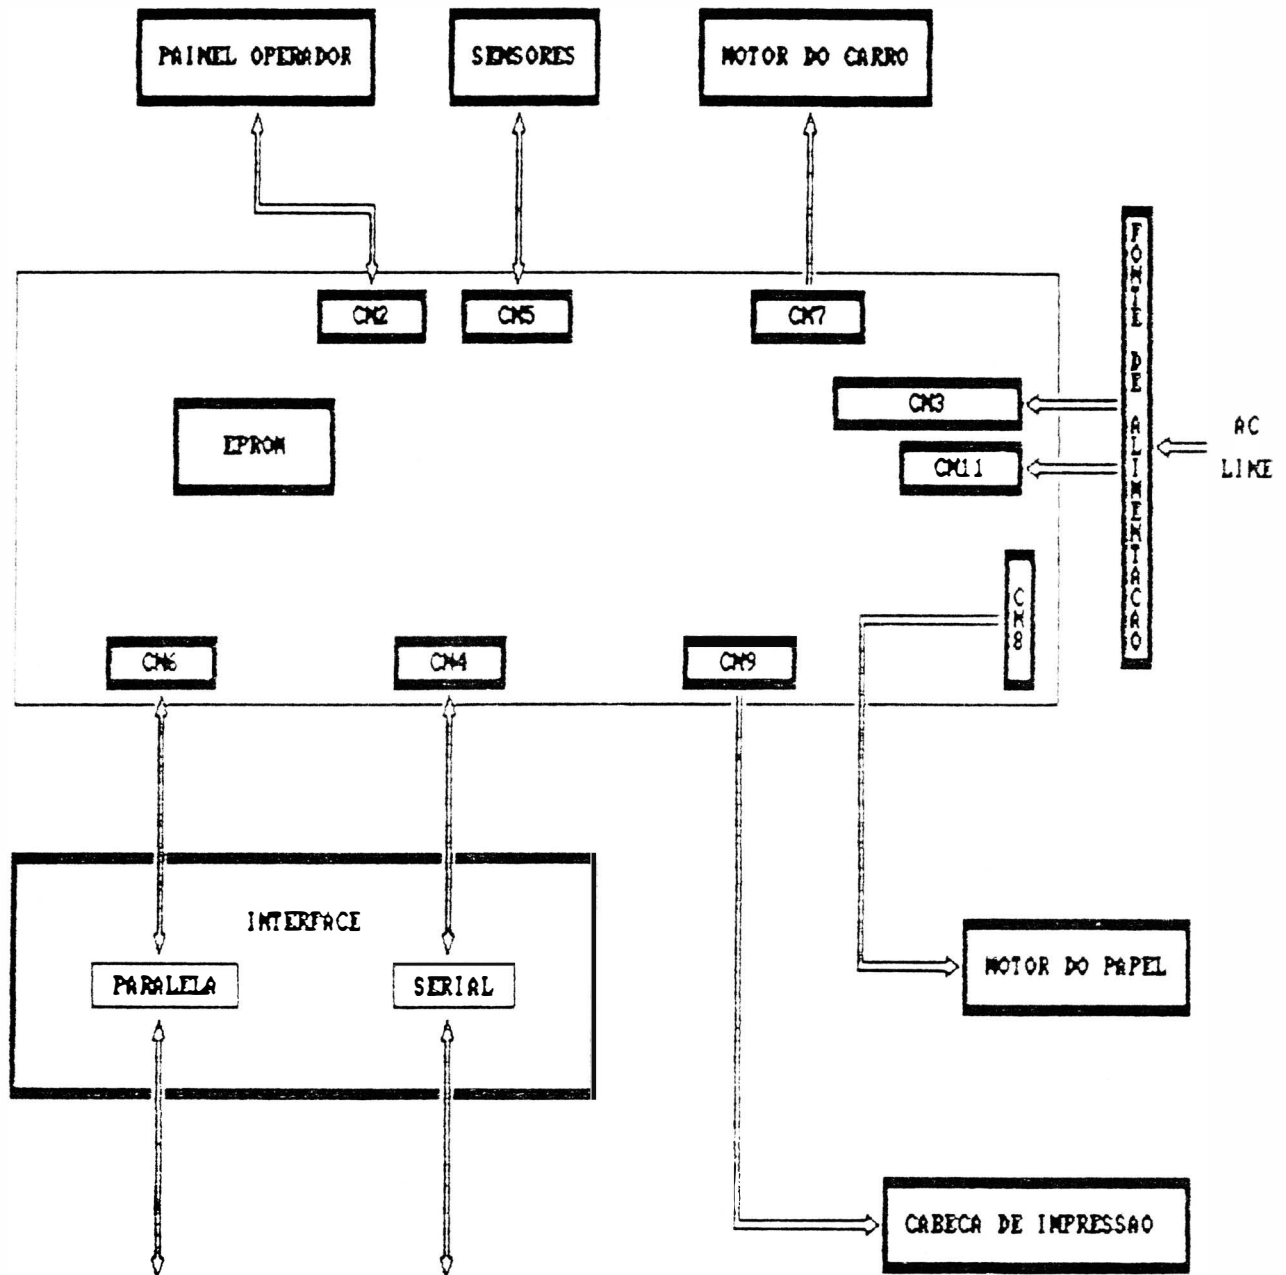 PAINEL OPERADOR
SENSORES
MOTOR DO CARRO
CN2
CN5
CN7
FONTE DE ALIMENTACAO
CN3
AC
LINE
EPROM
CN11
CN8
CN6
CN4
CN9
INTERFACE
PARALELA
SERIAL
MOTOR DO PAPEL
CABECA DE IMPRESSAO